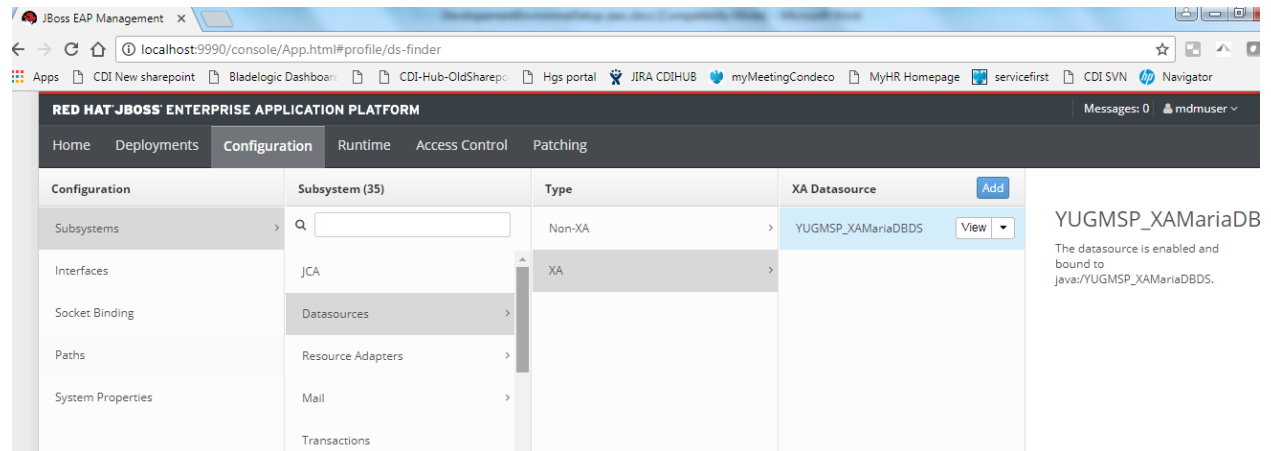 JBoss EAP Management
localhost:9990/console/App.html#profile/ds-finder
Apps CDI New sharepoint Bladelogic Dashboard CDI-Hub-OldSharepo Hgs portal JIRA CDIHUB myMeetingCondeco MyHR Homepage servicefirst CDI SVN Navigator
RED HAT JBOSS ENTERPRISE APPLICATION PLATFORM Messages: 0 mdmuser
Home Deployments Configuration Runtime Access Control Patching
Configuration Subsystem (35) Type XA Datasource Add
Subsystems Non-XA YUGMSP_XAMariaDBDS View
YUGMSP_XAMariaDB
The datasource is enabled and
bound to
java:/YUGMSP_XAMariaDBDS.
Interfaces JCA XA
Socket Binding Datasources
Paths Resource Adapters
System Properties Mail
Transactions